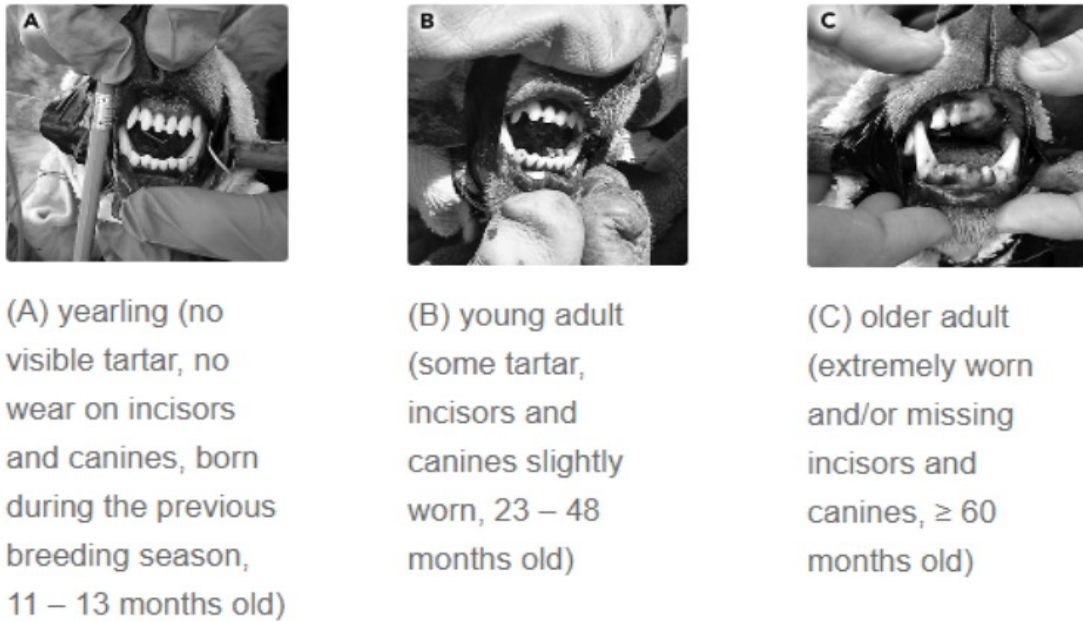 A
B
C
(A) yearling (no
visible tartar, no
wear on incisors
and canines, born
during the previous
breeding season,
11 – 13 months old)
(B) young adult
(some tartar,
incisors and
canines slightly
worn, 23 – 48
months old)
(C) older adult
(extremely worn
and/or missing
incisors and
canines, ≥ 60
months old)